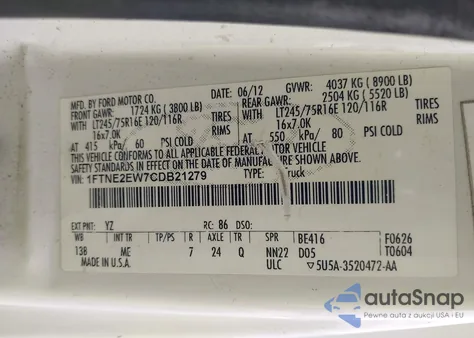 MFD. BY FORD MOTOR CO.
DATE: 06/12 GVWR: 4037 KG (8900 LB)
FRONT GAWR: 1724 KG (3800 LB) REAR GAWR: 2504 KG (5520 LB)
WITH LT245/75R16E 120/116R WITH LT245/75R16E 120/116R
TIRES 16x7.0K TIRES 16x7.0K
RIMS
AT 415 kPa/ 60 PSI COLD AT 550 kPa/ 80 PSI COLD
THIS VEHICLE CONFORMS TO ALL APPLICABLE FEDERAL MOTOR VEHICLE
SAFETY STANDARDS IN EFFECT ON THE DATE OF MANUFACTURE SHOWN ABOVE.
VIN: 1FTNE2EW7CDB21279
TYPE: Truck
EXT PNT: YZ RC: 86 DSO:
WB INT TR TP/PS R AXLE TR SPR BE416 F0626
138 ME 7 24 Q NN22 D05 T0604
MADE IN U.S.A. ULC 5U5A-3520472-AA
autoSnap
Pewne auta z aukcji USA - EU